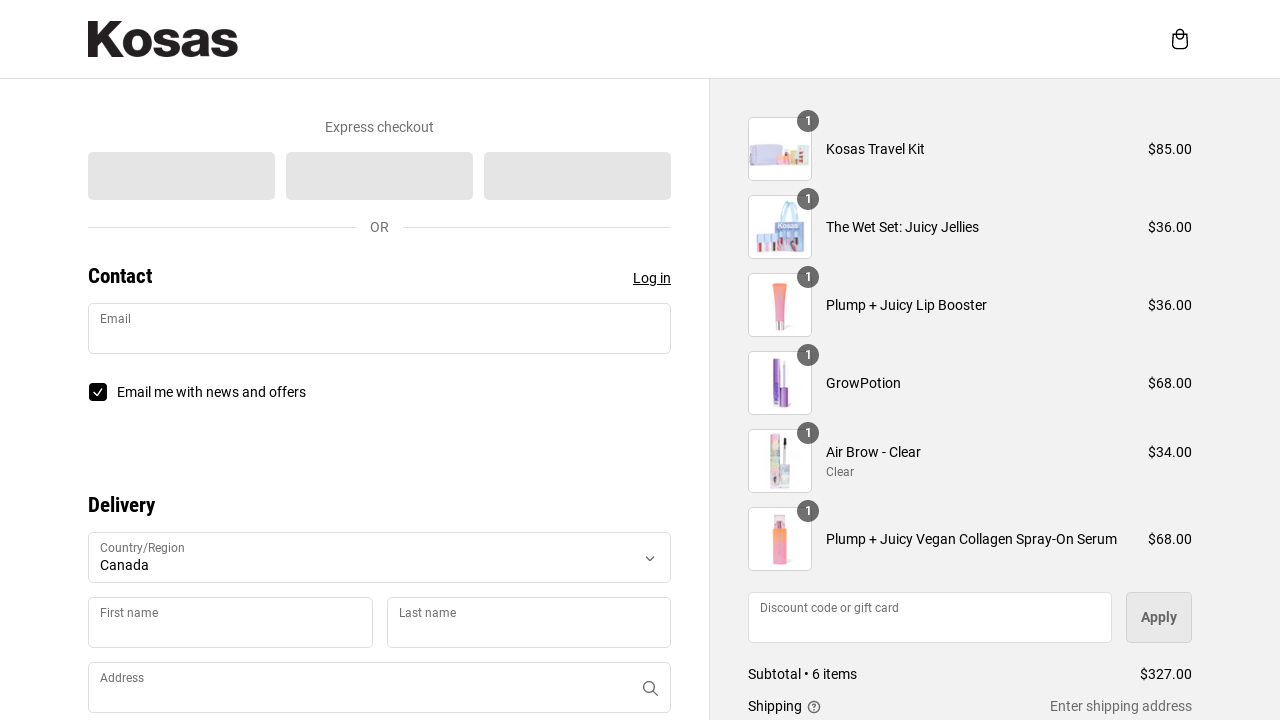 Kosas
Express checkout
OR
Contact
Log in
Email
Email me with news and offers
Delivery
Country/Region
Canada
First name
Last name
Address
1
Kosas Travel Kit
$85.00
1
The Wet Set: Juicy Jellies
$36.00
1
Plump + Juicy Lip Booster
$36.00
1
GrowPotion
$68.00
1
Air Brow - Clear
Clear
$34.00
1
Plump + Juicy Vegan Collagen Spray-On Serum
$68.00
Discount code or gift card
Apply
Subtotal • 6 items
$327.00
Shipping
Enter shipping address